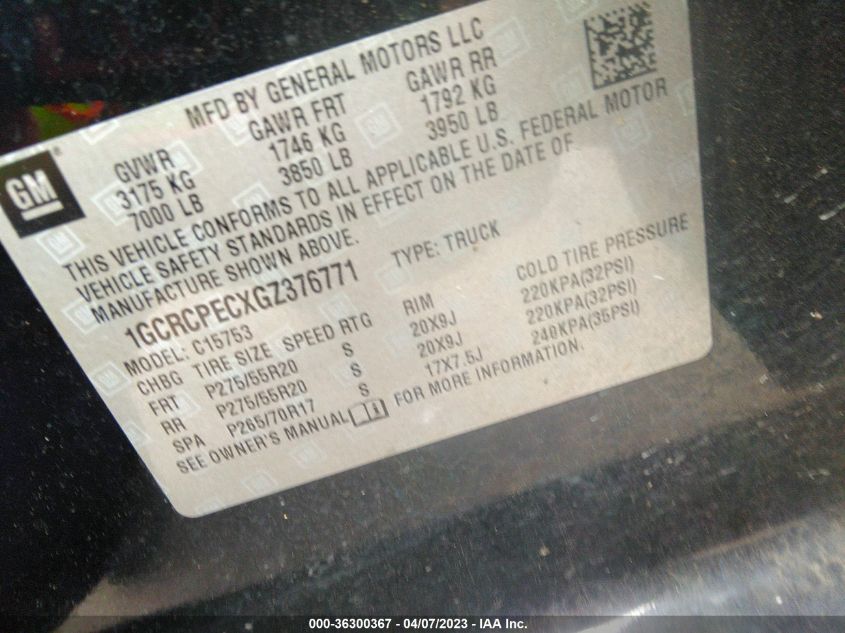 MFD BY GENERAL MOTORS LLC
GVWR GAWR FRT GAWR RR
3175 KG 1746 KG 1792 KG
7000 LB 3850 LB 3950 LB
GM
THIS VEHICLE CONFORMS TO ALL APPLICABLE U.S. FEDERAL MOTOR
VEHICLE SAFETY STANDARDS IN EFFECT ON THE DATE OF
MANUFACTURE SHOWN ABOVE.
1GCRCPECXGZ376771 TYPE: TRUCK
MODEL: C15753
CHBG TIRE SIZE SPEED RTG RIM COLD TIRE PRESSURE
FRT P275/55R20 S 20X9J 220KPA(32PSI)
RR P275/55R20 S 20X9J 220KPA(32PSI)
SPA P265/70R17 S 17X7.5J 240KPA(35PSI)
SEE OWNER'S MANUAL FOR MORE INFORMATION.
000-36300367 - 04/07/2023 - IAA Inc.